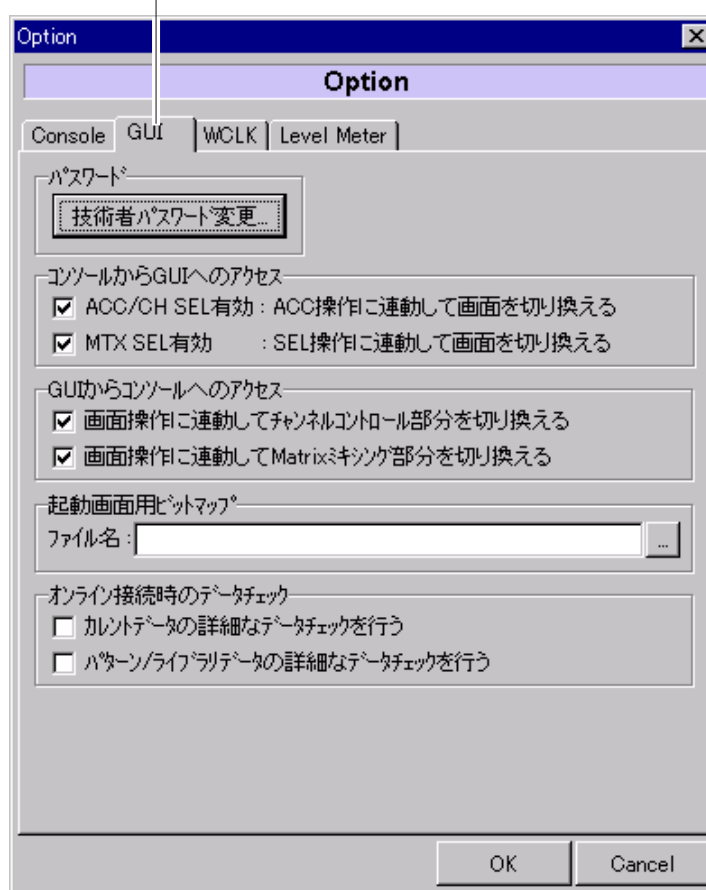 Option
Option
Console GUI WCLK Level Meter
ﾊﾟｽﾜｰﾄﾞ
技術者ﾊﾟｽﾜｰﾄﾞ変更...
ｺﾝｿｰﾙからGUIへのｱｸｾｽ
ACC/CH SEL有効 : ACC操作に連動して画面を切り換える
MTX SEL有効 : SEL操作に連動して画面を切り換える
GUIからｺﾝｿｰﾙへのｱｸｾｽ
画面操作に連動してﾁｬﾝﾈﾙｺﾝﾄﾛｰﾙ部分を切り換える
画面操作に連動してMatrixﾐｷｼﾝｸﾞ部分を切り換える
起動画面用ﾋﾞｯﾄﾏｯﾌﾟ
ﾌｧｲﾙ名 : ...
ｵﾝﾗｲﾝ接続時のﾃﾞｰﾀﾁｪｯｸ
ｶﾚﾝﾄﾃﾞｰﾀの詳細なﾃﾞｰﾀﾁｪｯｸを行う
ﾊﾟﾀｰﾝ/ﾗｲﾌﾞﾗﾘﾃﾞｰﾀの詳細なﾃﾞｰﾀﾁｪｯｸを行う
OK Cancel